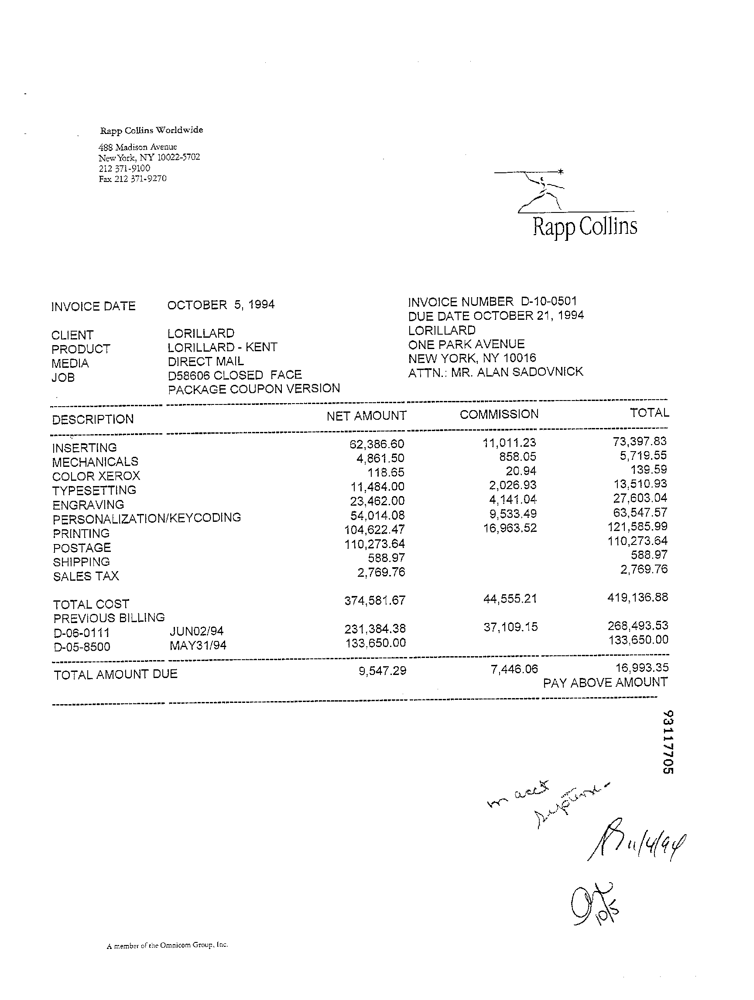 Rapp Collins Worldwide
488 Madison Avenue
New York, NY 10022-5702
212 371-9100
Fax 212 371-9270
Rapp Collins
INVOICE DATE OCTOBER 5, 1994
INVOICE NUMBER D-10-0501
DUE DATE OCTOBER 21, 1994
CLIENT LORILLARD
PRODUCT LORILLARD - KENT
MEDIA DIRECT MAIL
JOB D58606 CLOSED FACE
PACKAGE COUPON VERSION
LORILLARD
ONE PARK AVENUE
NEW YORK, NY 10016
ATTN.: MR. ALAN SADOVNICK
DESCRIPTION NET AMOUNT COMMISSION TOTAL
INSERTING 62,386.60 11,011.23 73,397.83
MECHANICALS 4,861.50 858.05 5,719.55
COLOR XEROX 118.65 20.94 139.59
TYPESETTING 11,484.00 2,026.93 13,510.93
ENGRAVING 23,462.00 4,141.04 27,603.04
PERSONALIZATION/KEYCODING 54,014.08 9,533.49 63,547.57
PRINTING 104,622.47 16,963.52 121,585.99
POSTAGE 110,273.64 110,273.64
SHIPPING 588.97 588.97
SALES TAX 2,769.76 2,769.76
TOTAL COST 374,581.67 44,555.21 419,136.88
PREVIOUS BILLING
D-06-0111 JUN02/94 231,384.38 37,109.15 268,493.53
D-05-8500 MAY31/94 133,650.00 133,650.00
TOTAL AMOUNT DUE 9,547.29 7,446.06 16,993.35
PAY ABOVE AMOUNT
93117705
11/4/94
10/5
A member of the Omnicom Group, Inc.